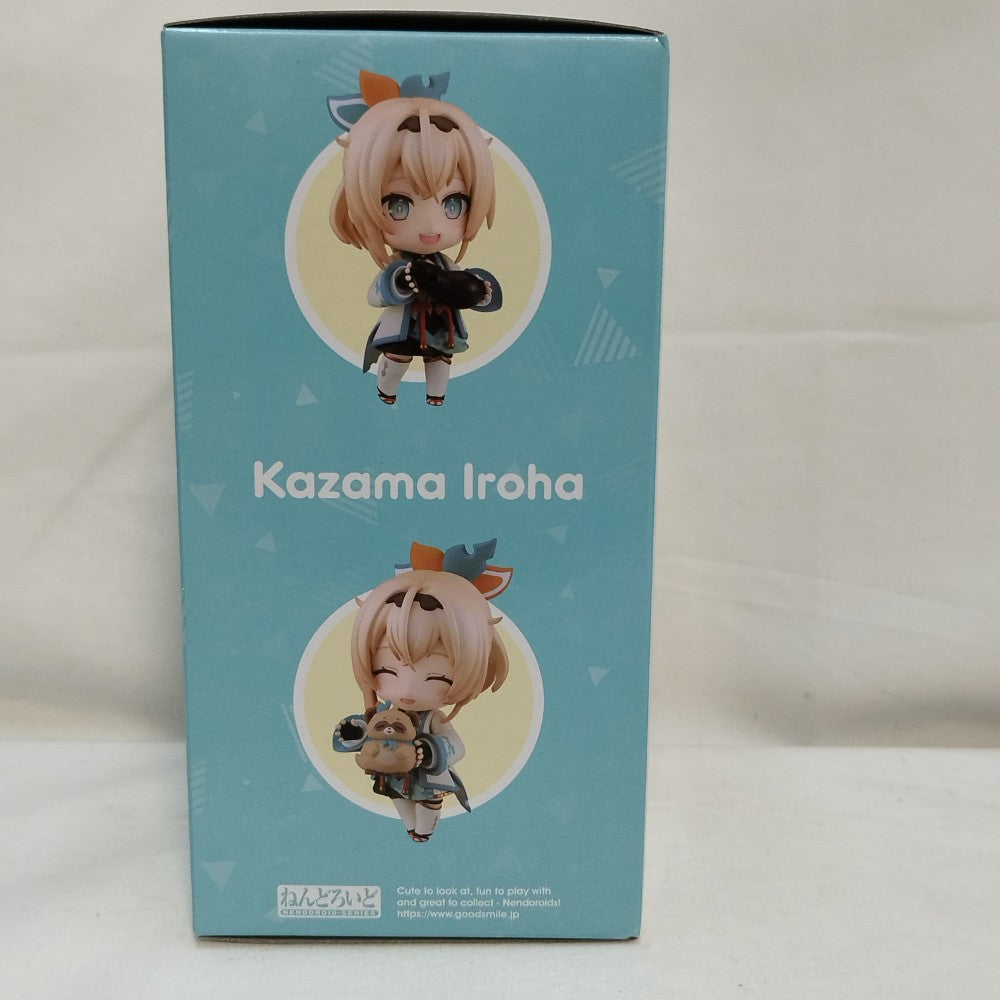 Kazama Iroha
ねんどろいど
NENDOROID·SERIES
Cute to look at, fun to play with
and great to collect - Nendoroids!
https://www.goodsmile.jp